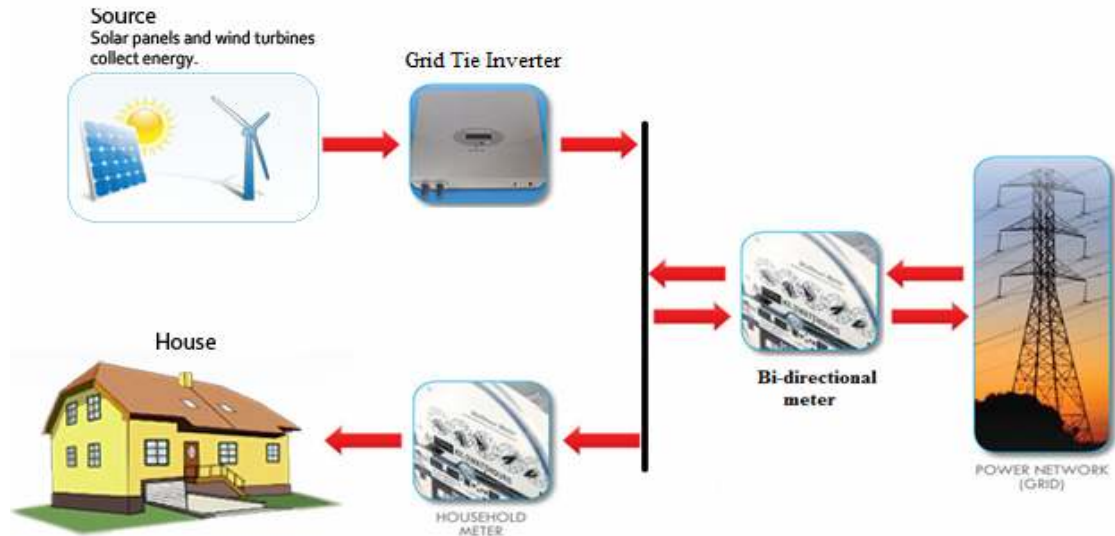 Source
Solar panels and wind turbines
collect energy.
Grid Tie Inverter
House
HOUSEHOLD
METER
Bi-directional
meter
POWER NETWORK
(GRID)